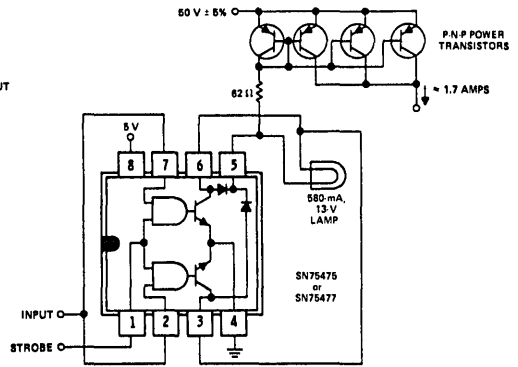 50 V ± 5%
P-N-P POWER
TRANSISTORS
UT
≈ 1.7 AMPS
62 Ω
5 V
8
7
6
5
580-mA,
13-V
LAMP
SN75475
or
SN75477
INPUT
1
2
3
4
STROBE